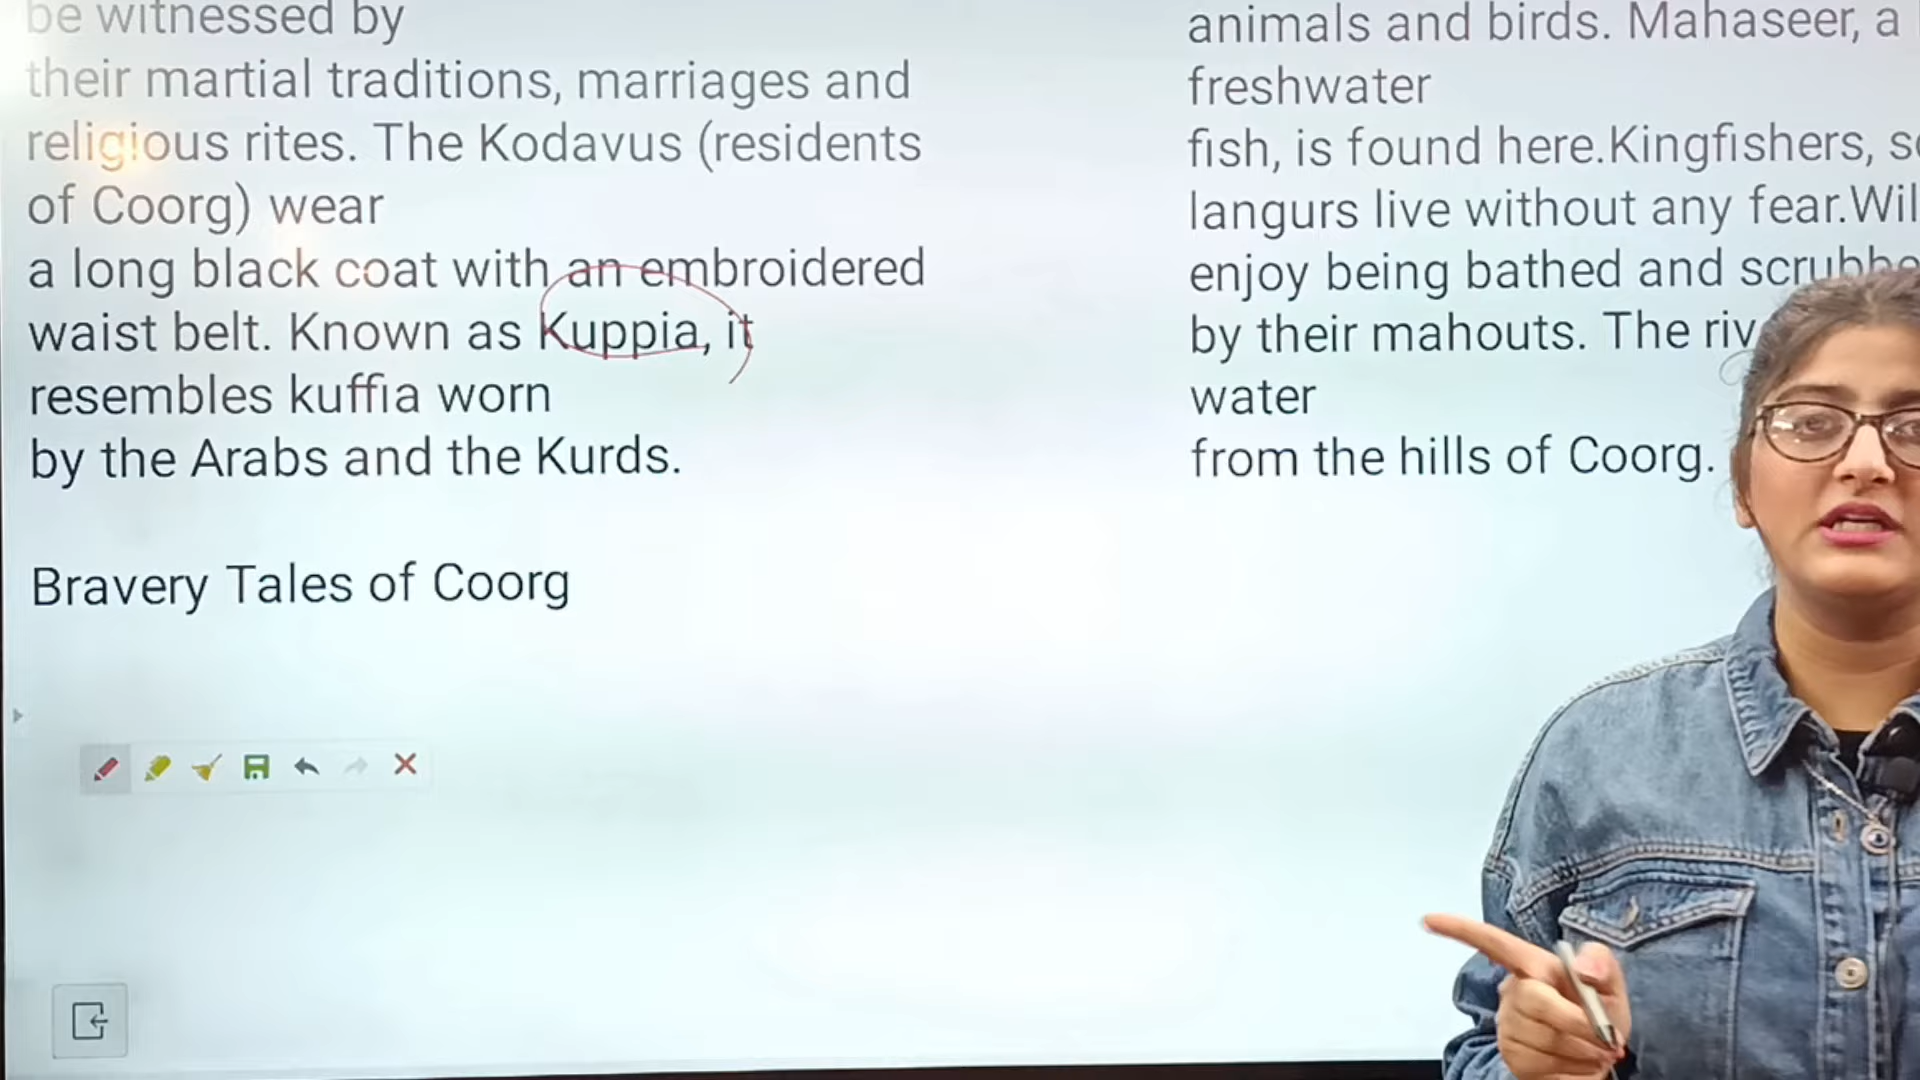 be witnessed by
their martial traditions, marriages and
religious rites. The Kodavus (residents
of Coorg) wear
a long black coat with an embroidered
waist belt. Known as Kuppia, it
resembles kuffia worn
by the Arabs and the Kurds.
Bravery Tales of Coorg
animals and birds. Mahaseer, a
freshwater
fish, is found here.Kingfishers,
langurs live without any fear.
enjoy being bathed and
by their mahouts. The
water
from the hills of Coorg.